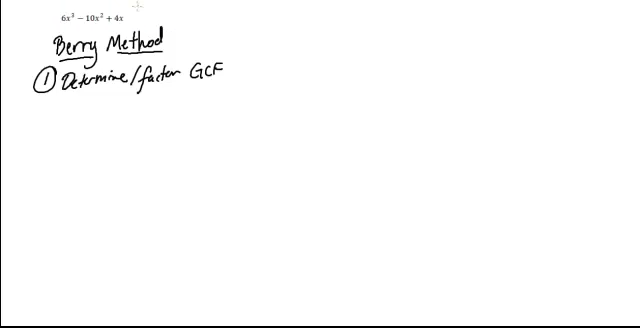 6x³ − 10x² + 4x
Berry Method
① Determine/factor GCF